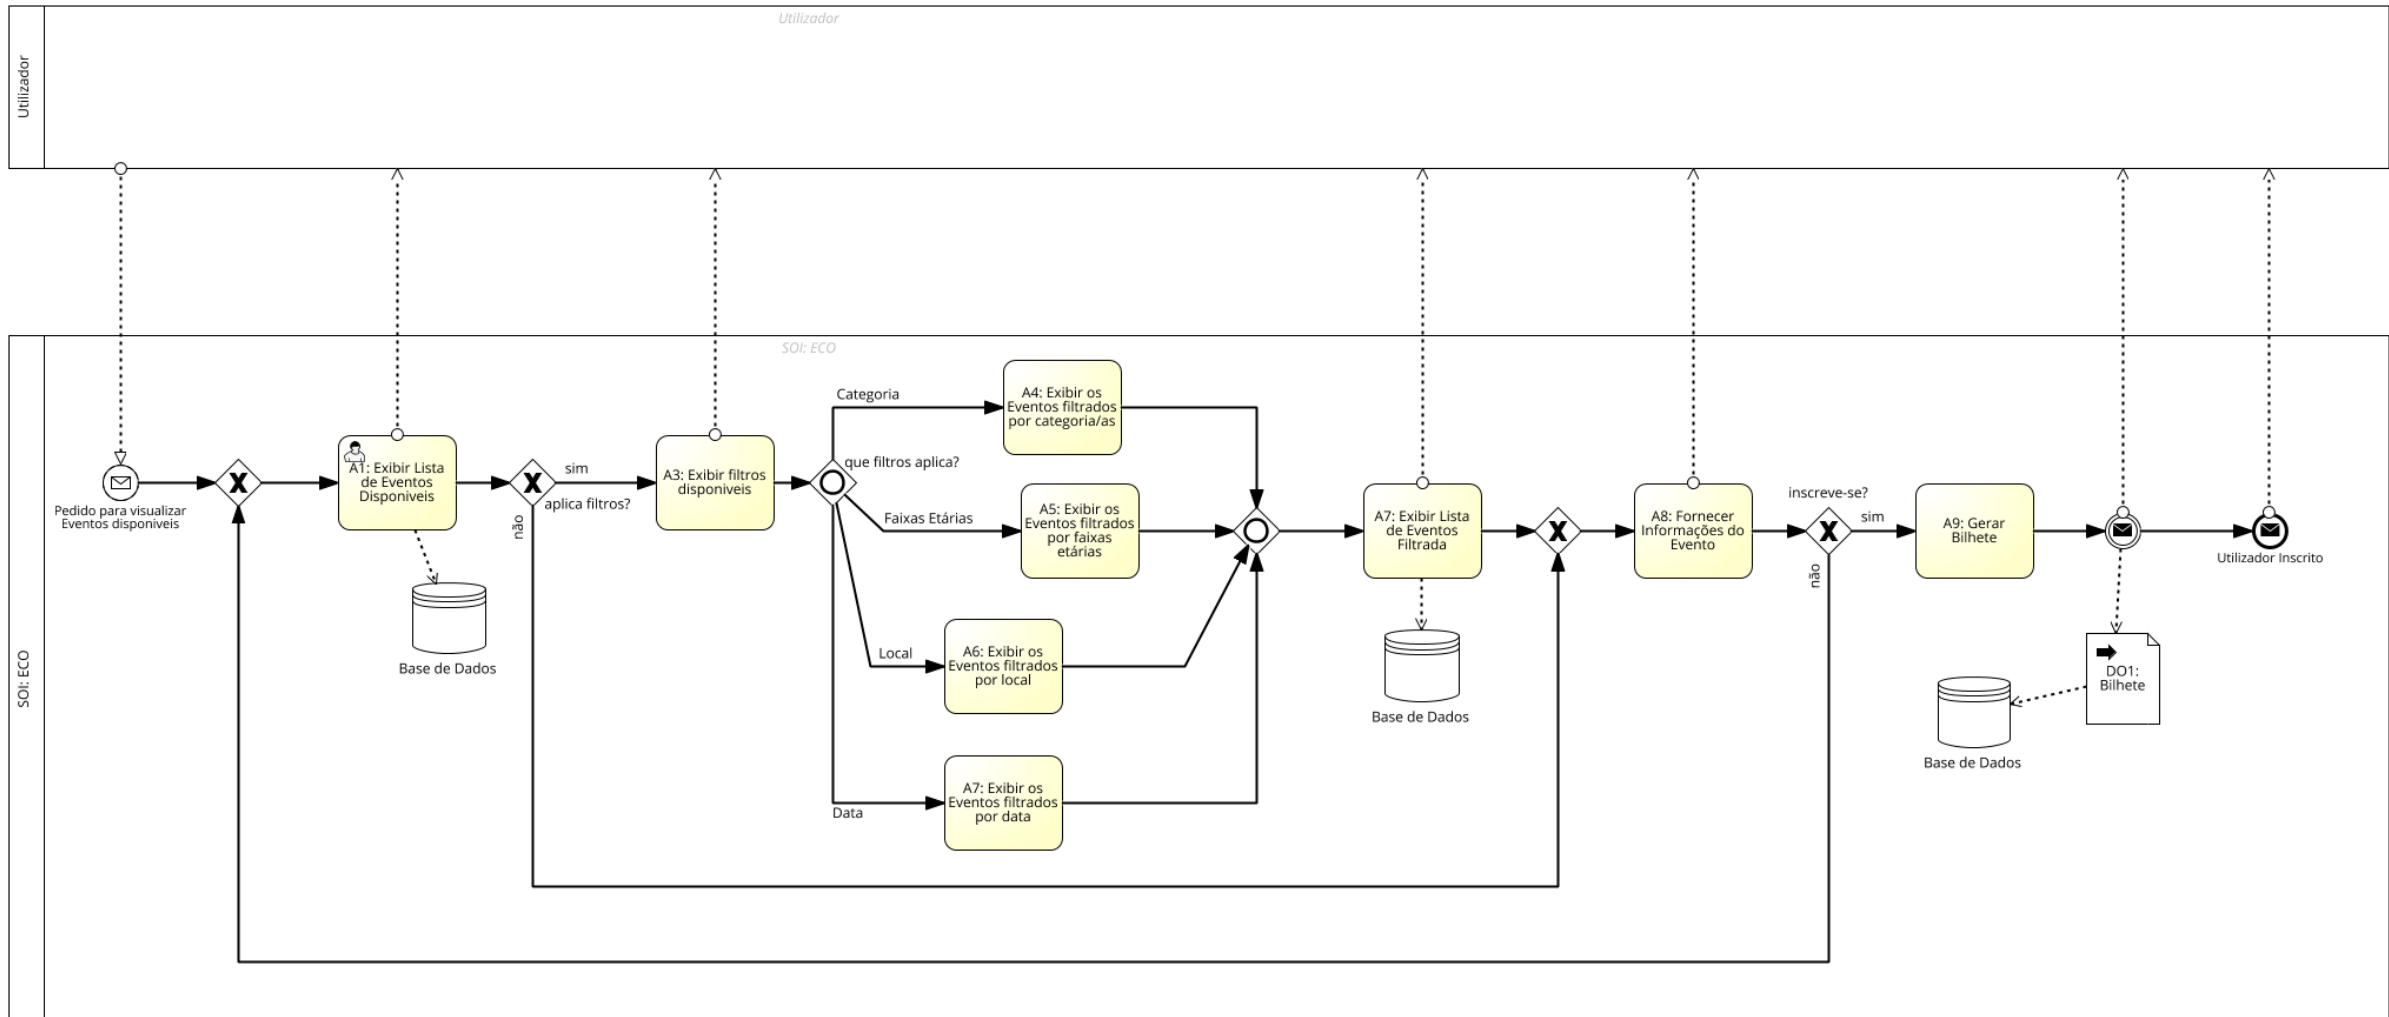 Utilizador
Utilizador
SOI: ECO
SOI: ECO
Pedido para visualizar
Eventos disponiveis
A1: Exibir Lista
de Eventos
Disponiveis
Base de Dados
sim
aplica filtros?
não
A3: Exibir filtros
disponiveis
que filtros aplica?
Categoria
A4: Exibir os
Eventos filtrados
por categoria/as
Faixas Etárias
A5: Exibir os
Eventos filtrados
por faixas
etárias
Local
A6: Exibir os
Eventos filtrados
por local
Data
A7: Exibir os
Eventos filtrados
por data
A7: Exibir Lista
de Eventos
Filtrada
Base de Dados
A8: Fornecer
Informações do
Evento
inscreve-se?
sim
não
A9: Gerar
Bilhete
DO1:
Bilhete
Base de Dados
Utilizador Inscrito